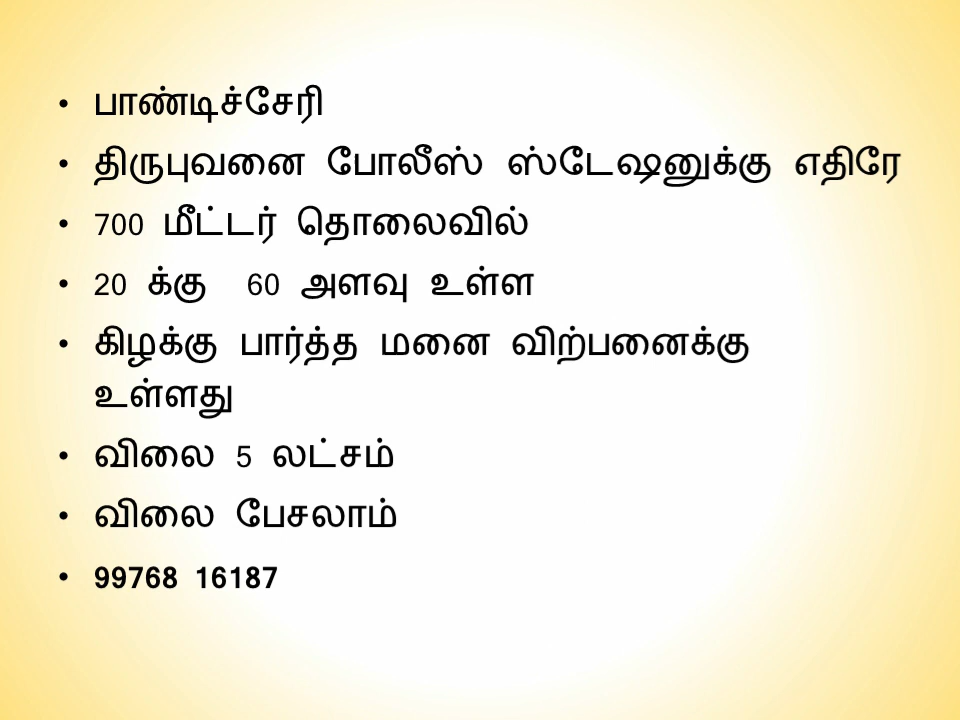 • பாண்டிச்சேரி
• திருபுவனை போலீஸ் ஸ்டேஷனுக்கு எதிரே
• 700 மீட்டர் தொலைவில்
• 20 க்கு 60 அளவு உள்ள
• கிழக்கு பார்த்த மனை விற்பனைக்கு
உள்ளது
• விலை 5 லட்சம்
• விலை பேசலாம்
• 99768 16187